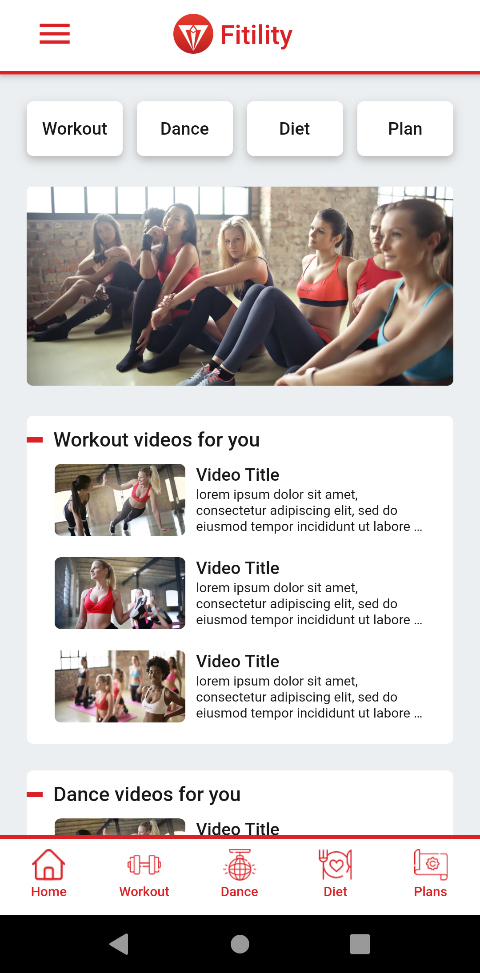 Fitility
Workout
Dance
Diet
Plan
Workout videos for you
Video Title
lorem ipsum dolor sit amet,
consectetur adipiscing elit, sed do
eiusmod tempor incididunt ut labore ...
Video Title
lorem ipsum dolor sit amet,
consectetur adipiscing elit, sed do
eiusmod tempor incididunt ut labore ...
Video Title
lorem ipsum dolor sit amet,
consectetur adipiscing elit, sed do
eiusmod tempor incididunt ut labore ...
Dance videos for you
Video Title
Home
Workout
Dance
Diet
Plans